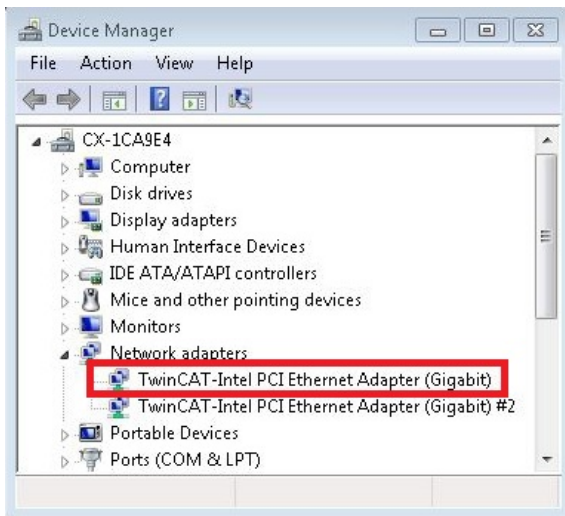 Device Manager
File Action View Help
CX-1CA9E4
Computer
Disk drives
Display adapters
Human Interface Devices
IDE ATA/ATAPI controllers
Mice and other pointing devices
Monitors
Network adapters
TwinCAT-Intel PCI Ethernet Adapter (Gigabit)
TwinCAT-Intel PCI Ethernet Adapter (Gigabit) #2
Portable Devices
Ports (COM & LPT)